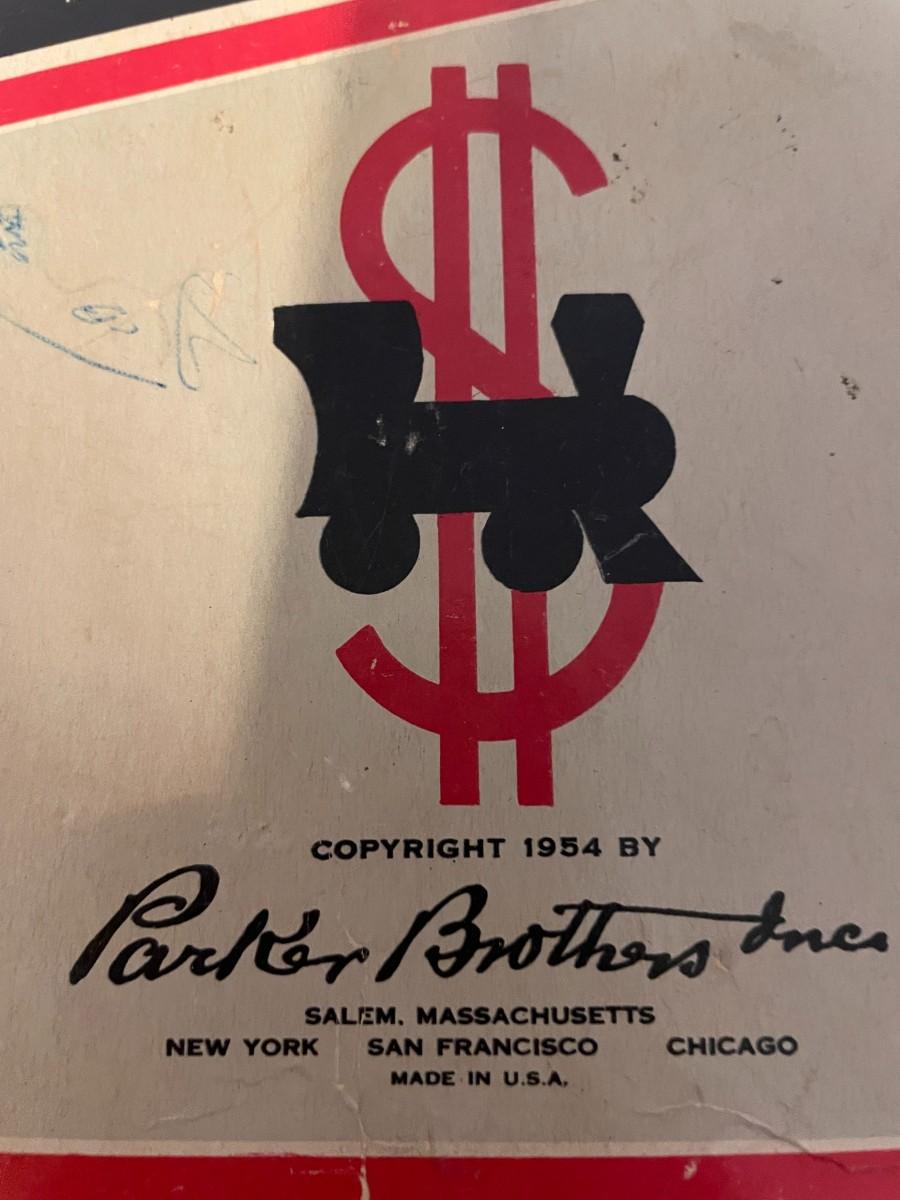 COPYRIGHT 1954 BY
Parker Brothers Inc.
SALEM, MASSACHUSETTS
NEW YORK SAN FRANCISCO CHICAGO
MADE IN U.S.A.